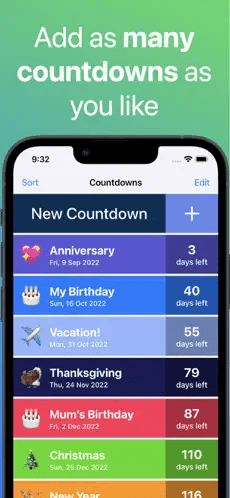 Add as many
countdowns as
you like
9:32
Sort Countdowns Edit
New Countdown +
Anniversary 3
Fri, 9 Sep 2022 days left
My Birthday 40
Sun, 16 Oct 2022 days left
Vacation! 55
Mon, 31 Oct 2022 days left
Thanksgiving 79
Thu, 24 Nov 2022 days left
Mum's Birthday 87
Fri, 2 Dec 2022 days left
Christmas 110
Sun, 25 Dec 2022 days left
New Year 116